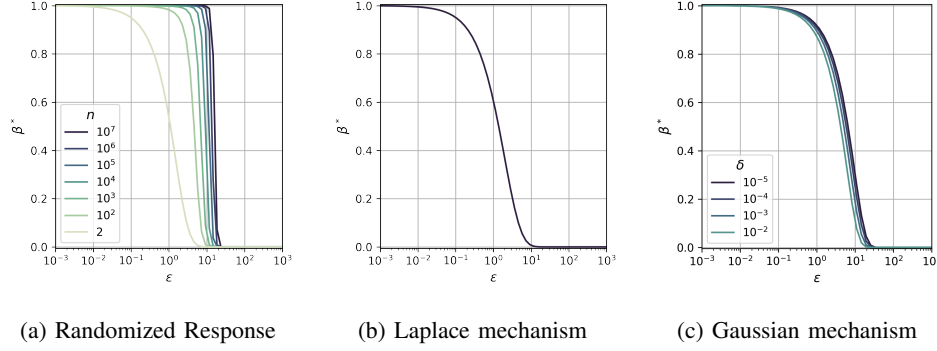 1.0
0.8
0.6
0.4
0.2
0.0
β*
n
10⁷
10⁶
10⁵
10⁴
10³
10²
2
10⁻³ 10⁻² 10⁻¹ 10⁰ 10¹ 10² 10³
ε
1.0
0.8
0.6
0.4
0.2
0.0
β*
10⁻³ 10⁻² 10⁻¹ 10⁰ 10¹ 10² 10³
ε
1.0
0.8
0.6
0.4
0.2
0.0
β*
δ
10⁻⁵
10⁻⁴
10⁻³
10⁻²
10⁻³ 10⁻² 10⁻¹ 10⁰ 10¹ 10²
ε
(a) Randomized Response
(b) Laplace mechanism
(c) Gaussian mechanism